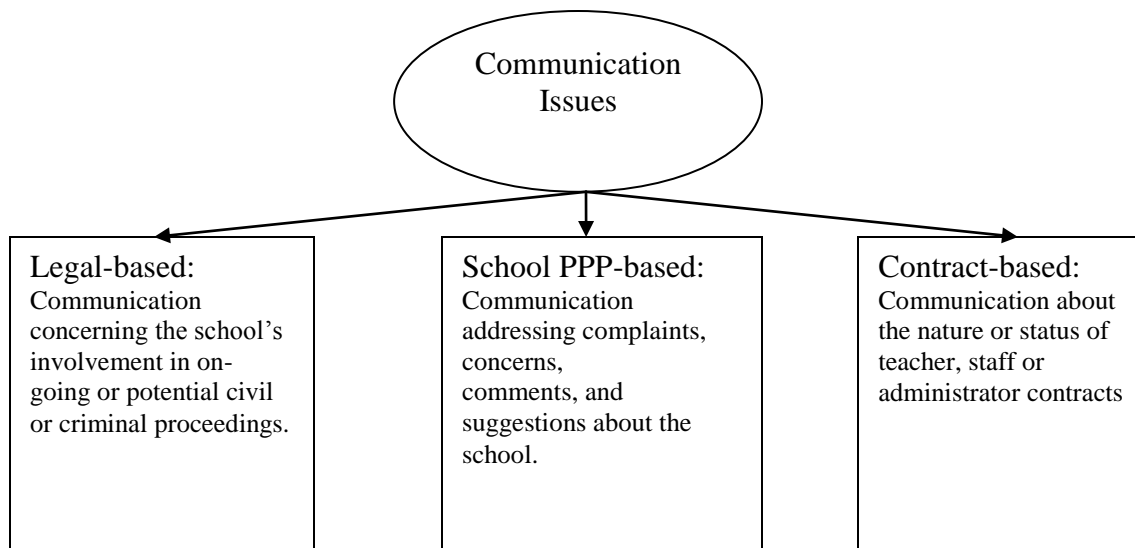 Communication
Issues
Legal-based:
Communication
concerning the school’s
involvement in on-
going or potential civil
or criminal proceedings.
School PPP-based:
Communication
addressing complaints,
concerns,
comments, and
suggestions about the
school.
Contract-based:
Communication about
the nature or status of
teacher, staff or
administrator contracts